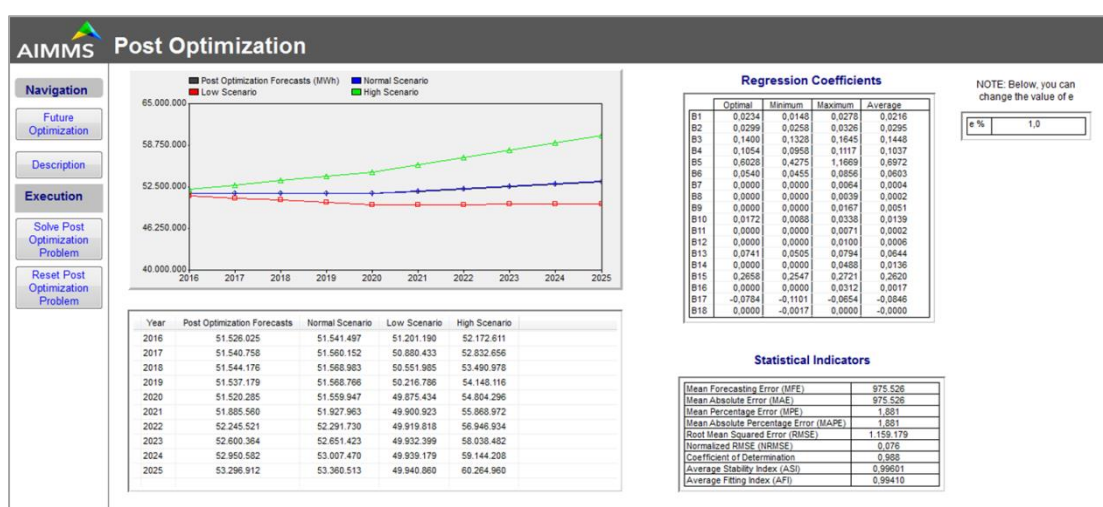 AIMMS
Post Optimization
Navigation
Future
Optimization
Description
Execution
Solve Post
Optimization
Problem
Reset Post
Optimization
Problem
Post Optimization Forecasts (MWh) Normal Scenario
Low Scenario High Scenario
65.000.000
58.750.000
52.500.000
46.250.000
40.000.000
2016 2017 2018 2019 2020 2021 2022 2023 2024 2025
Year Post Optimization Forecasts Normal Scenario Low Scenario High Scenario
2016 51.526.025 51.541.497 51.201.190 52.172.611
2017 51.540.758 51.560.152 50.880.433 52.832.656
2018 51.544.176 51.568.983 50.551.985 53.490.978
2019 51.537.179 51.568.766 50.216.786 54.148.116
2020 51.520.285 51.559.947 49.875.434 54.804.296
2021 51.885.560 51.927.963 49.900.923 55.868.972
2022 52.245.521 52.291.730 49.919.818 56.946.934
2023 52.600.364 52.651.423 49.932.399 58.038.482
2024 52.950.582 53.007.470 49.939.179 59.144.208
2025 53.296.912 53.360.513 49.940.860 60.264.960
Regression Coefficients
Optimal Minimum Maximum Average
B1 0,0234 0,0148 0,0278 0,0216
B2 0,0299 0,0258 0,0326 0,0295
B3 0,1400 0,1328 0,1645 0,1448
B4 0,1054 0,0958 0,1117 0,1037
B5 0,6028 0,4275 1,1669 0,6972
B6 0,0540 0,0455 0,0856 0,0603
B7 0,0000 0,0000 0,0064 0,0004
B8 0,0000 0,0000 0,0039 0,0002
B9 0,0000 0,0000 0,0167 0,0051
B10 0,0172 0,0088 0,0338 0,0139
B11 0,0000 0,0000 0,0071 0,0002
B12 0,0000 0,0000 0,0100 0,0006
B13 0,0741 0,0505 0,0794 0,0644
B14 0,0000 0,0000 0,0488 0,0136
B15 0,2658 0,2547 0,2721 0,2620
B16 0,0000 0,0000 0,0312 0,0017
B17 -0,0784 -0,1101 -0,0654 -0,0846
B18 0,0000 -0,0017 0,0000 -0,0000
NOTE: Below, you can
change the value of e
e % 1,0
Statistical Indicators
Mean Forecasting Error (MFE) 975.526
Mean Absolute Error (MAE) 975.526
Mean Percentage Error (MPE) 1,881
Mean Absolute Percentage Error (MAPE) 1,881
Root Mean Squared Error (RMSE) 1.159.179
Normalized RMSE (NRMSE) 0,076
Coefficient of Determination 0,988
Average Stability Index (ASI) 0,99601
Average Fitting Index (AFI) 0,99410